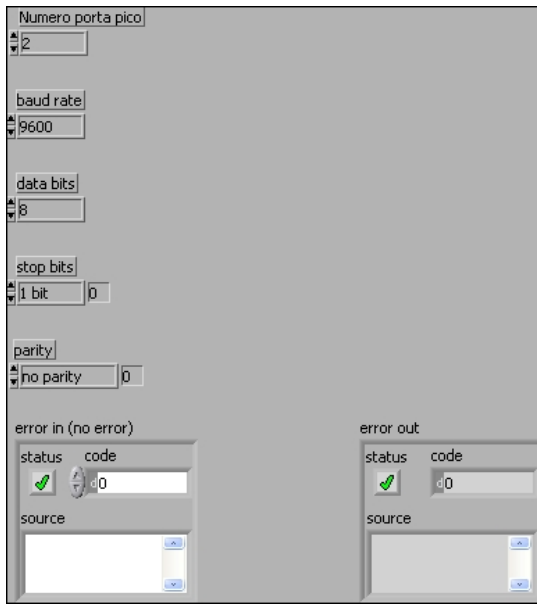 Numero porta pico
2
baud rate
9600
data bits
8
stop bits
1 bit 0
parity
no parity 0
error in (no error)
status code
d 0
source
error out
status code
d 0
source